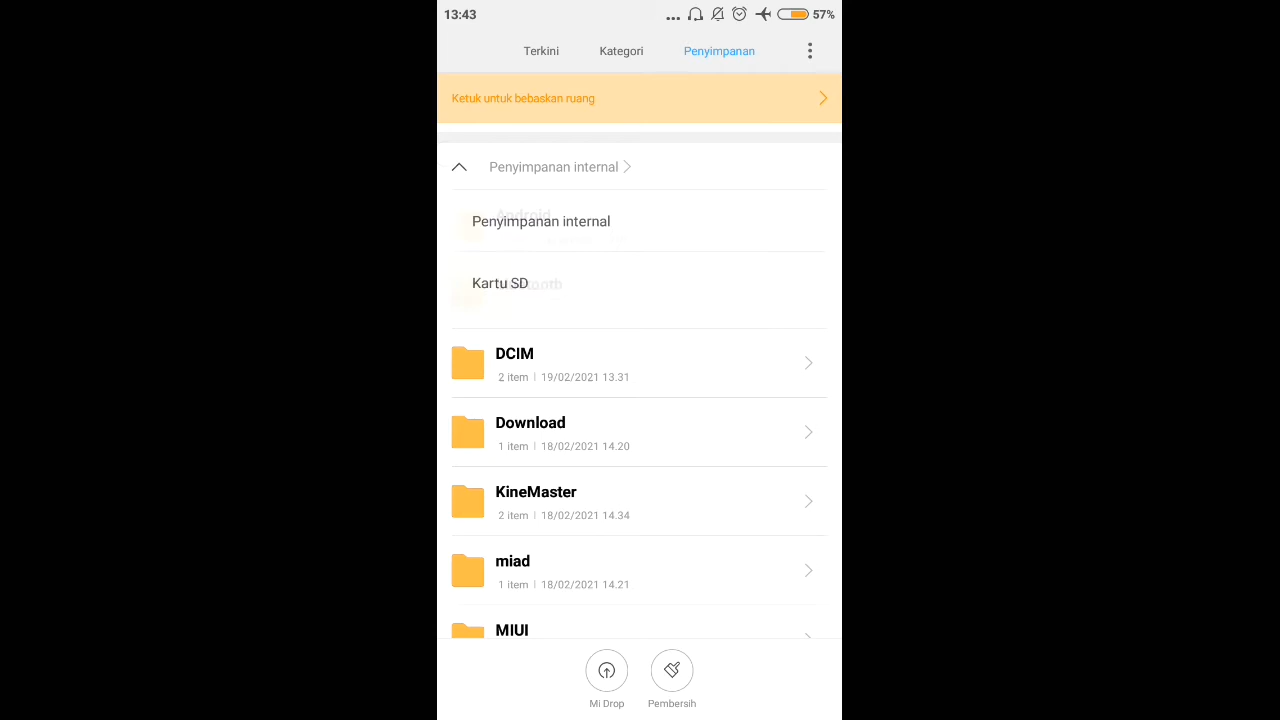 13:43
57%
Terkini
Kategori
Penyimpanan
Ketuk untuk bebaskan ruang
Penyimpanan internal
Android
Penyimpanan internal
Kartu SD
DCIM
2 item | 19/02/2021 13.31
Download
1 item | 18/02/2021 14.20
KineMaster
2 item | 18/02/2021 14.34
miad
1 item | 18/02/2021 14.21
MIUI
Mi Drop
Pembersih